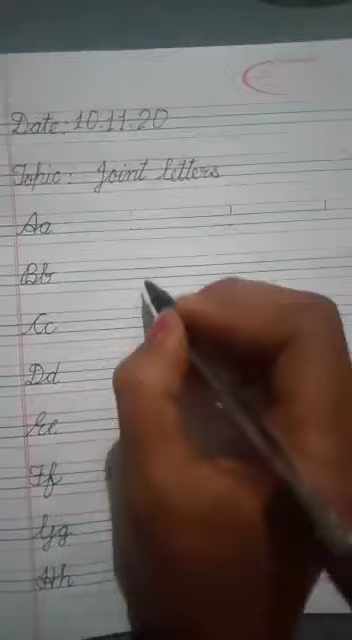 Date: 10.11.20
Topic: Joint letters
Aa
Bb
Cc
Dd
Ee
Ff
Gg
Hh